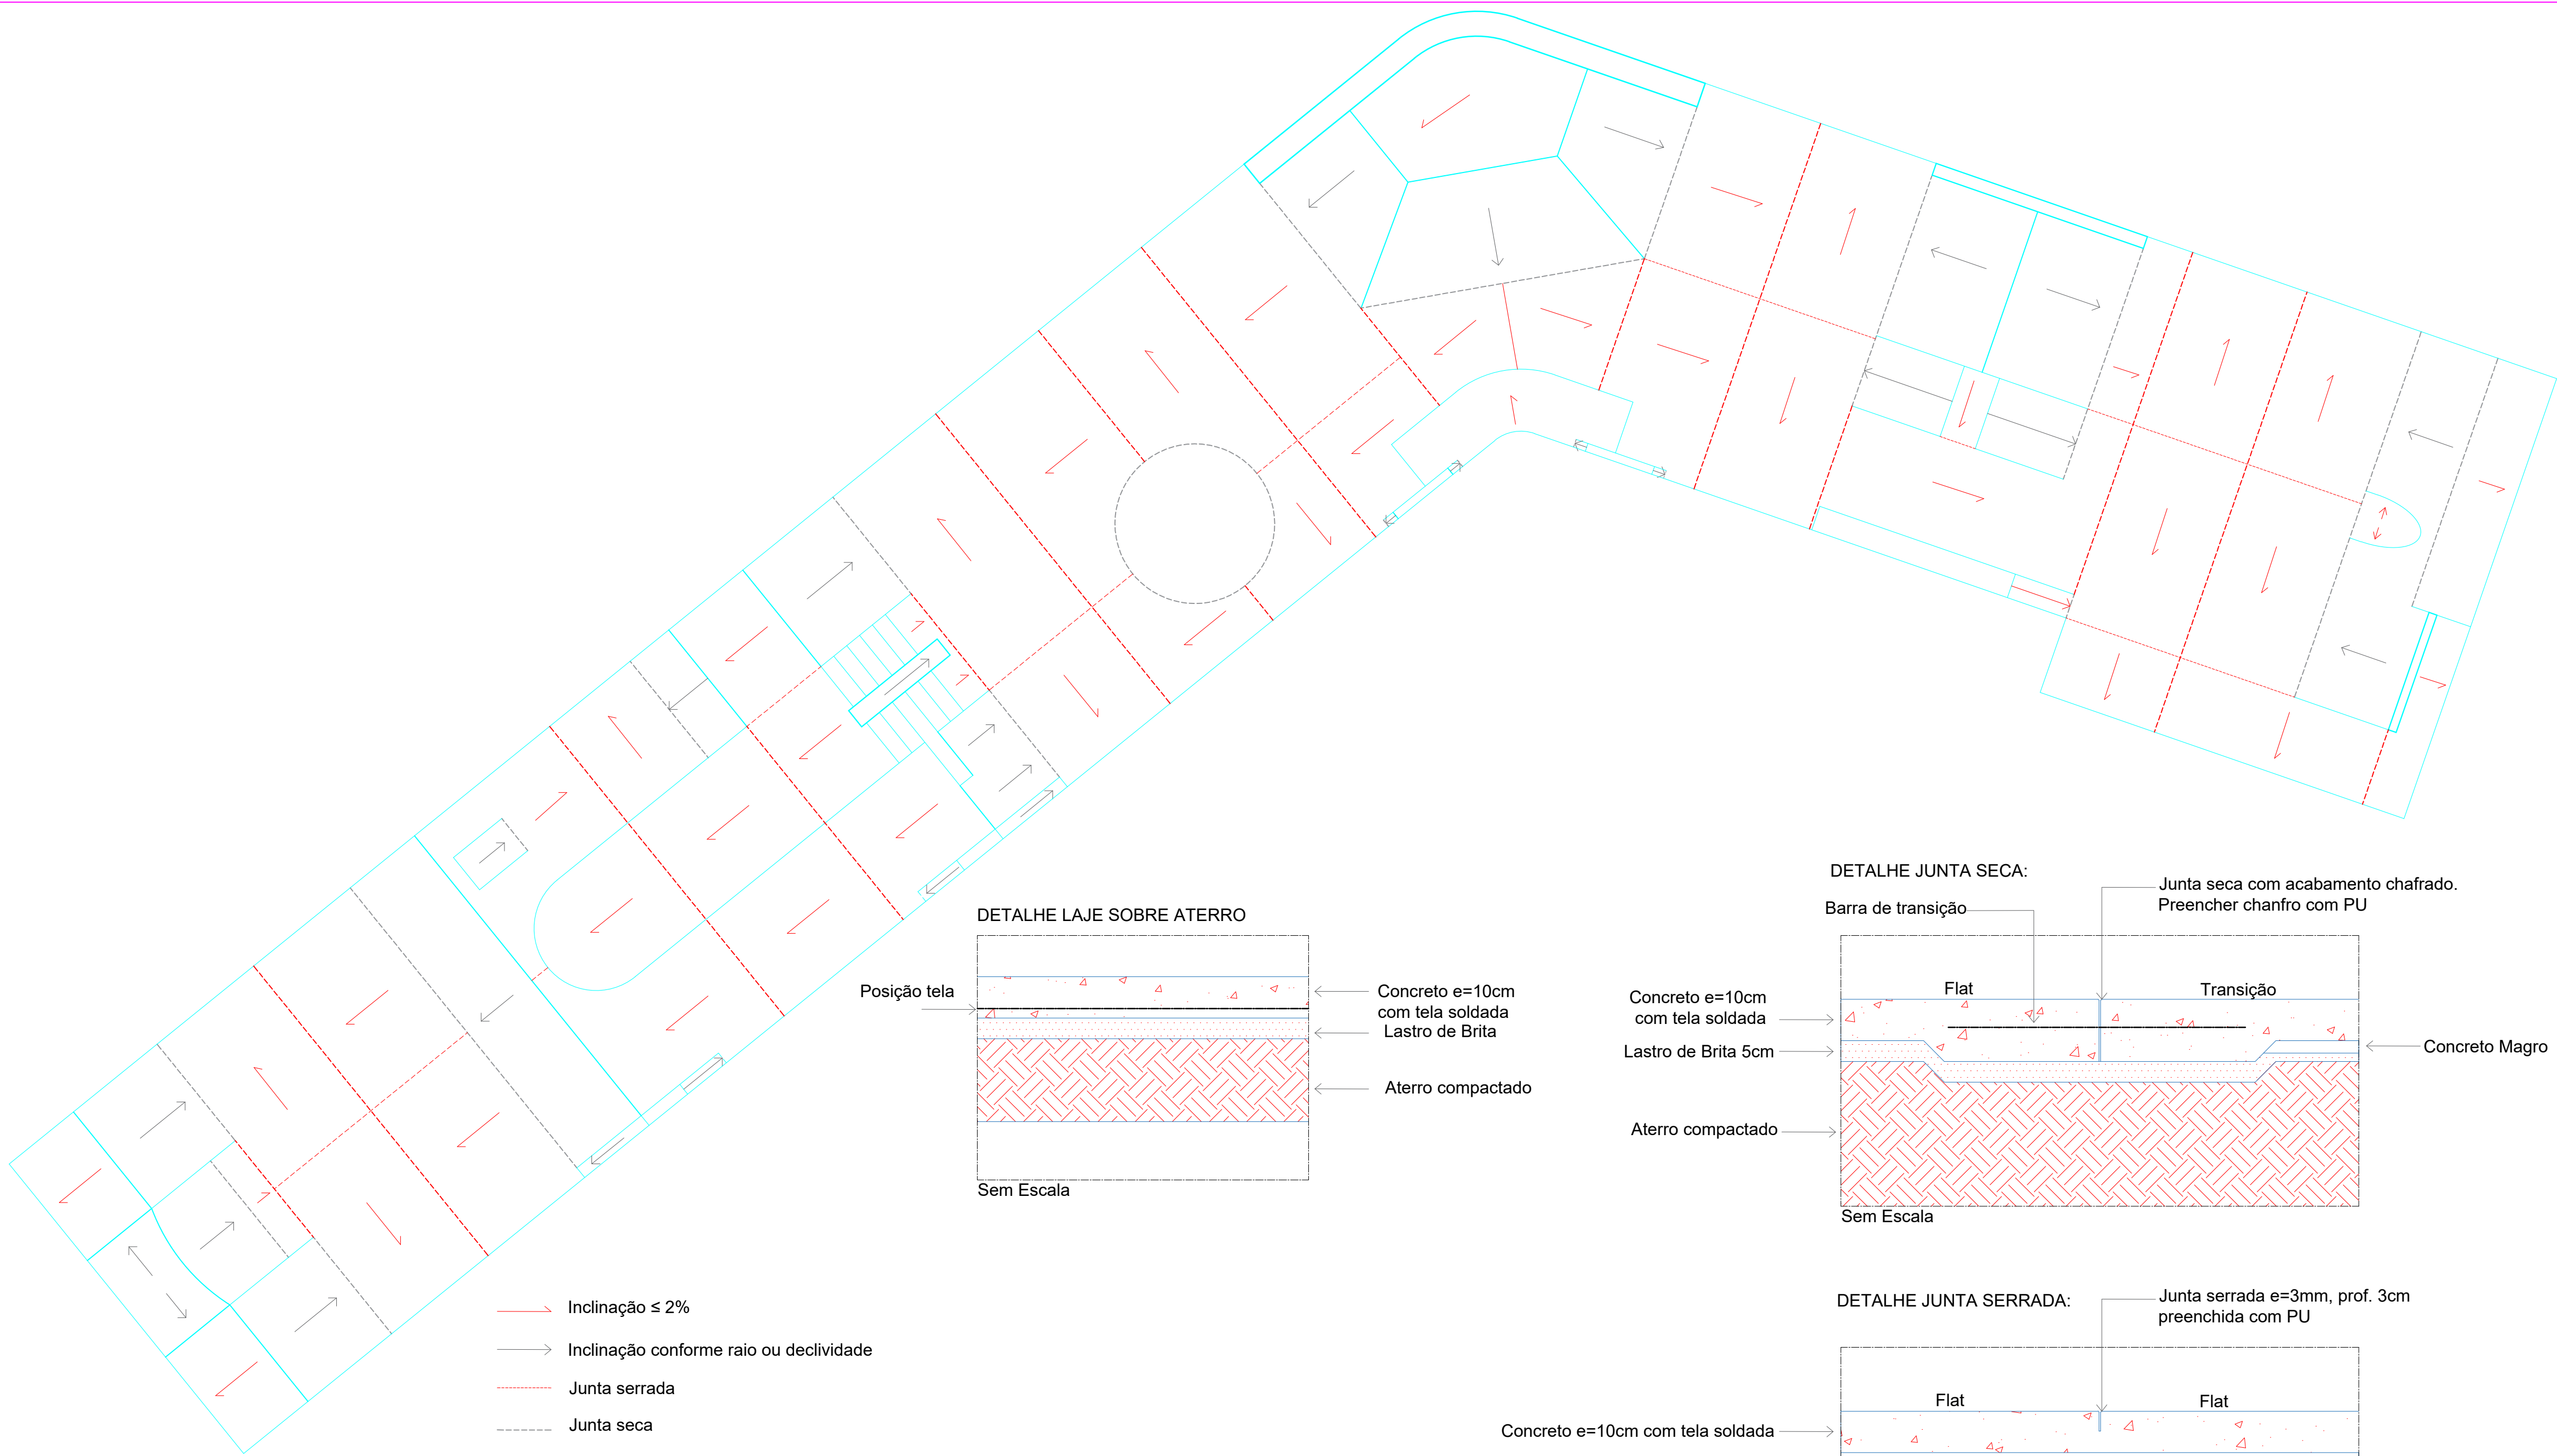 DETALHE LAJE SOBRE ATERRO
Posição tela
Concreto e=10cm
com tela soldada
Lastro de Brita
Aterro compactado
Sem Escala
DETALHE JUNTA SECA:
Junta seca com acabamento chafrado.
Preencher chanfro com PU
Barra de transição
Flat
Transição
Concreto e=10cm
com tela soldada
Lastro de Brita 5cm
Concreto Magro
Aterro compactado
Sem Escala
DETALHE JUNTA SERRADA:
Junta serrada e=3mm, prof. 3cm
preenchida com PU
Flat
Flat
Concreto e=10cm com tela soldada
Inclinação ≤ 2%
Inclinação conforme raio ou declividade
Junta serrada
Junta seca